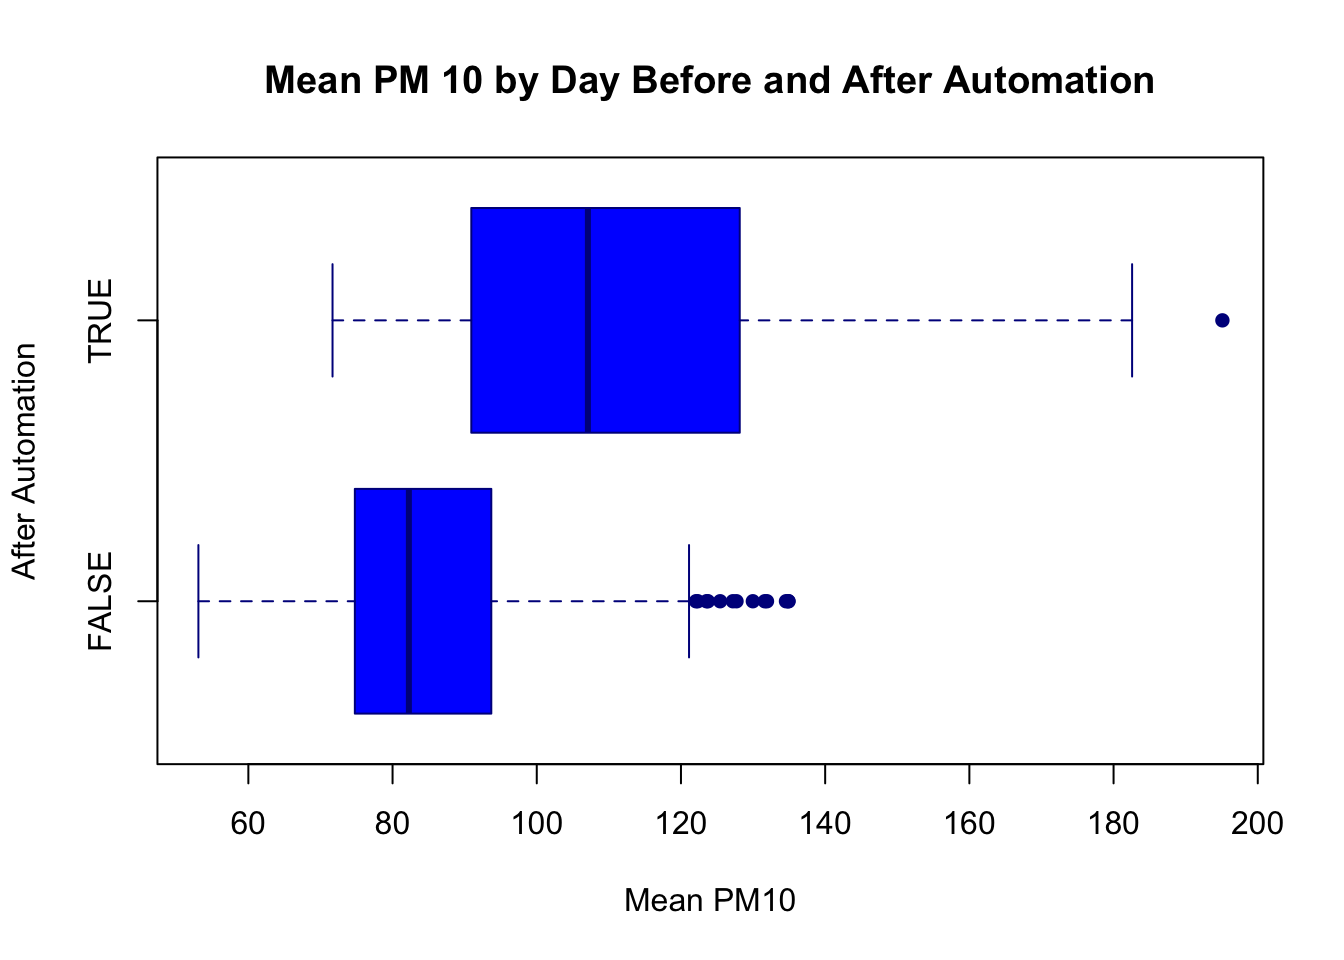 Mean PM 10 by Day Before and After Automation
After Automation
TRUE
FALSE
60 80 100 120 140 160 180 200
Mean PM10